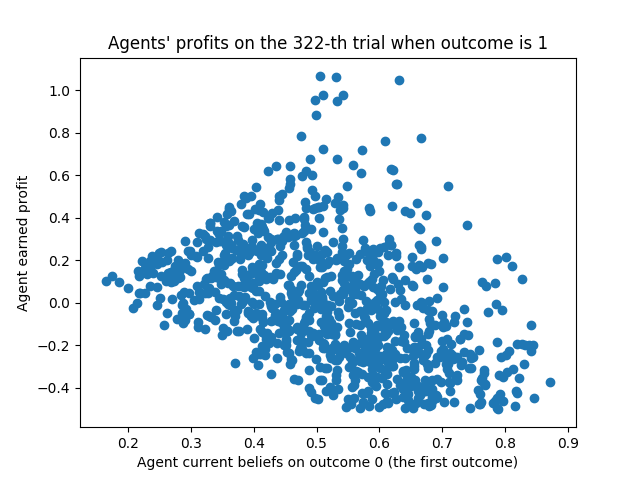 Agents' profits on the 322-th trial when outcome is 1
1.0
0.8
0.6
0.4
0.2
0.0
−0.2
−0.4
Agent earned profit
0.2 0.3 0.4 0.5 0.6 0.7 0.8 0.9
Agent current beliefs on outcome 0 (the first outcome)